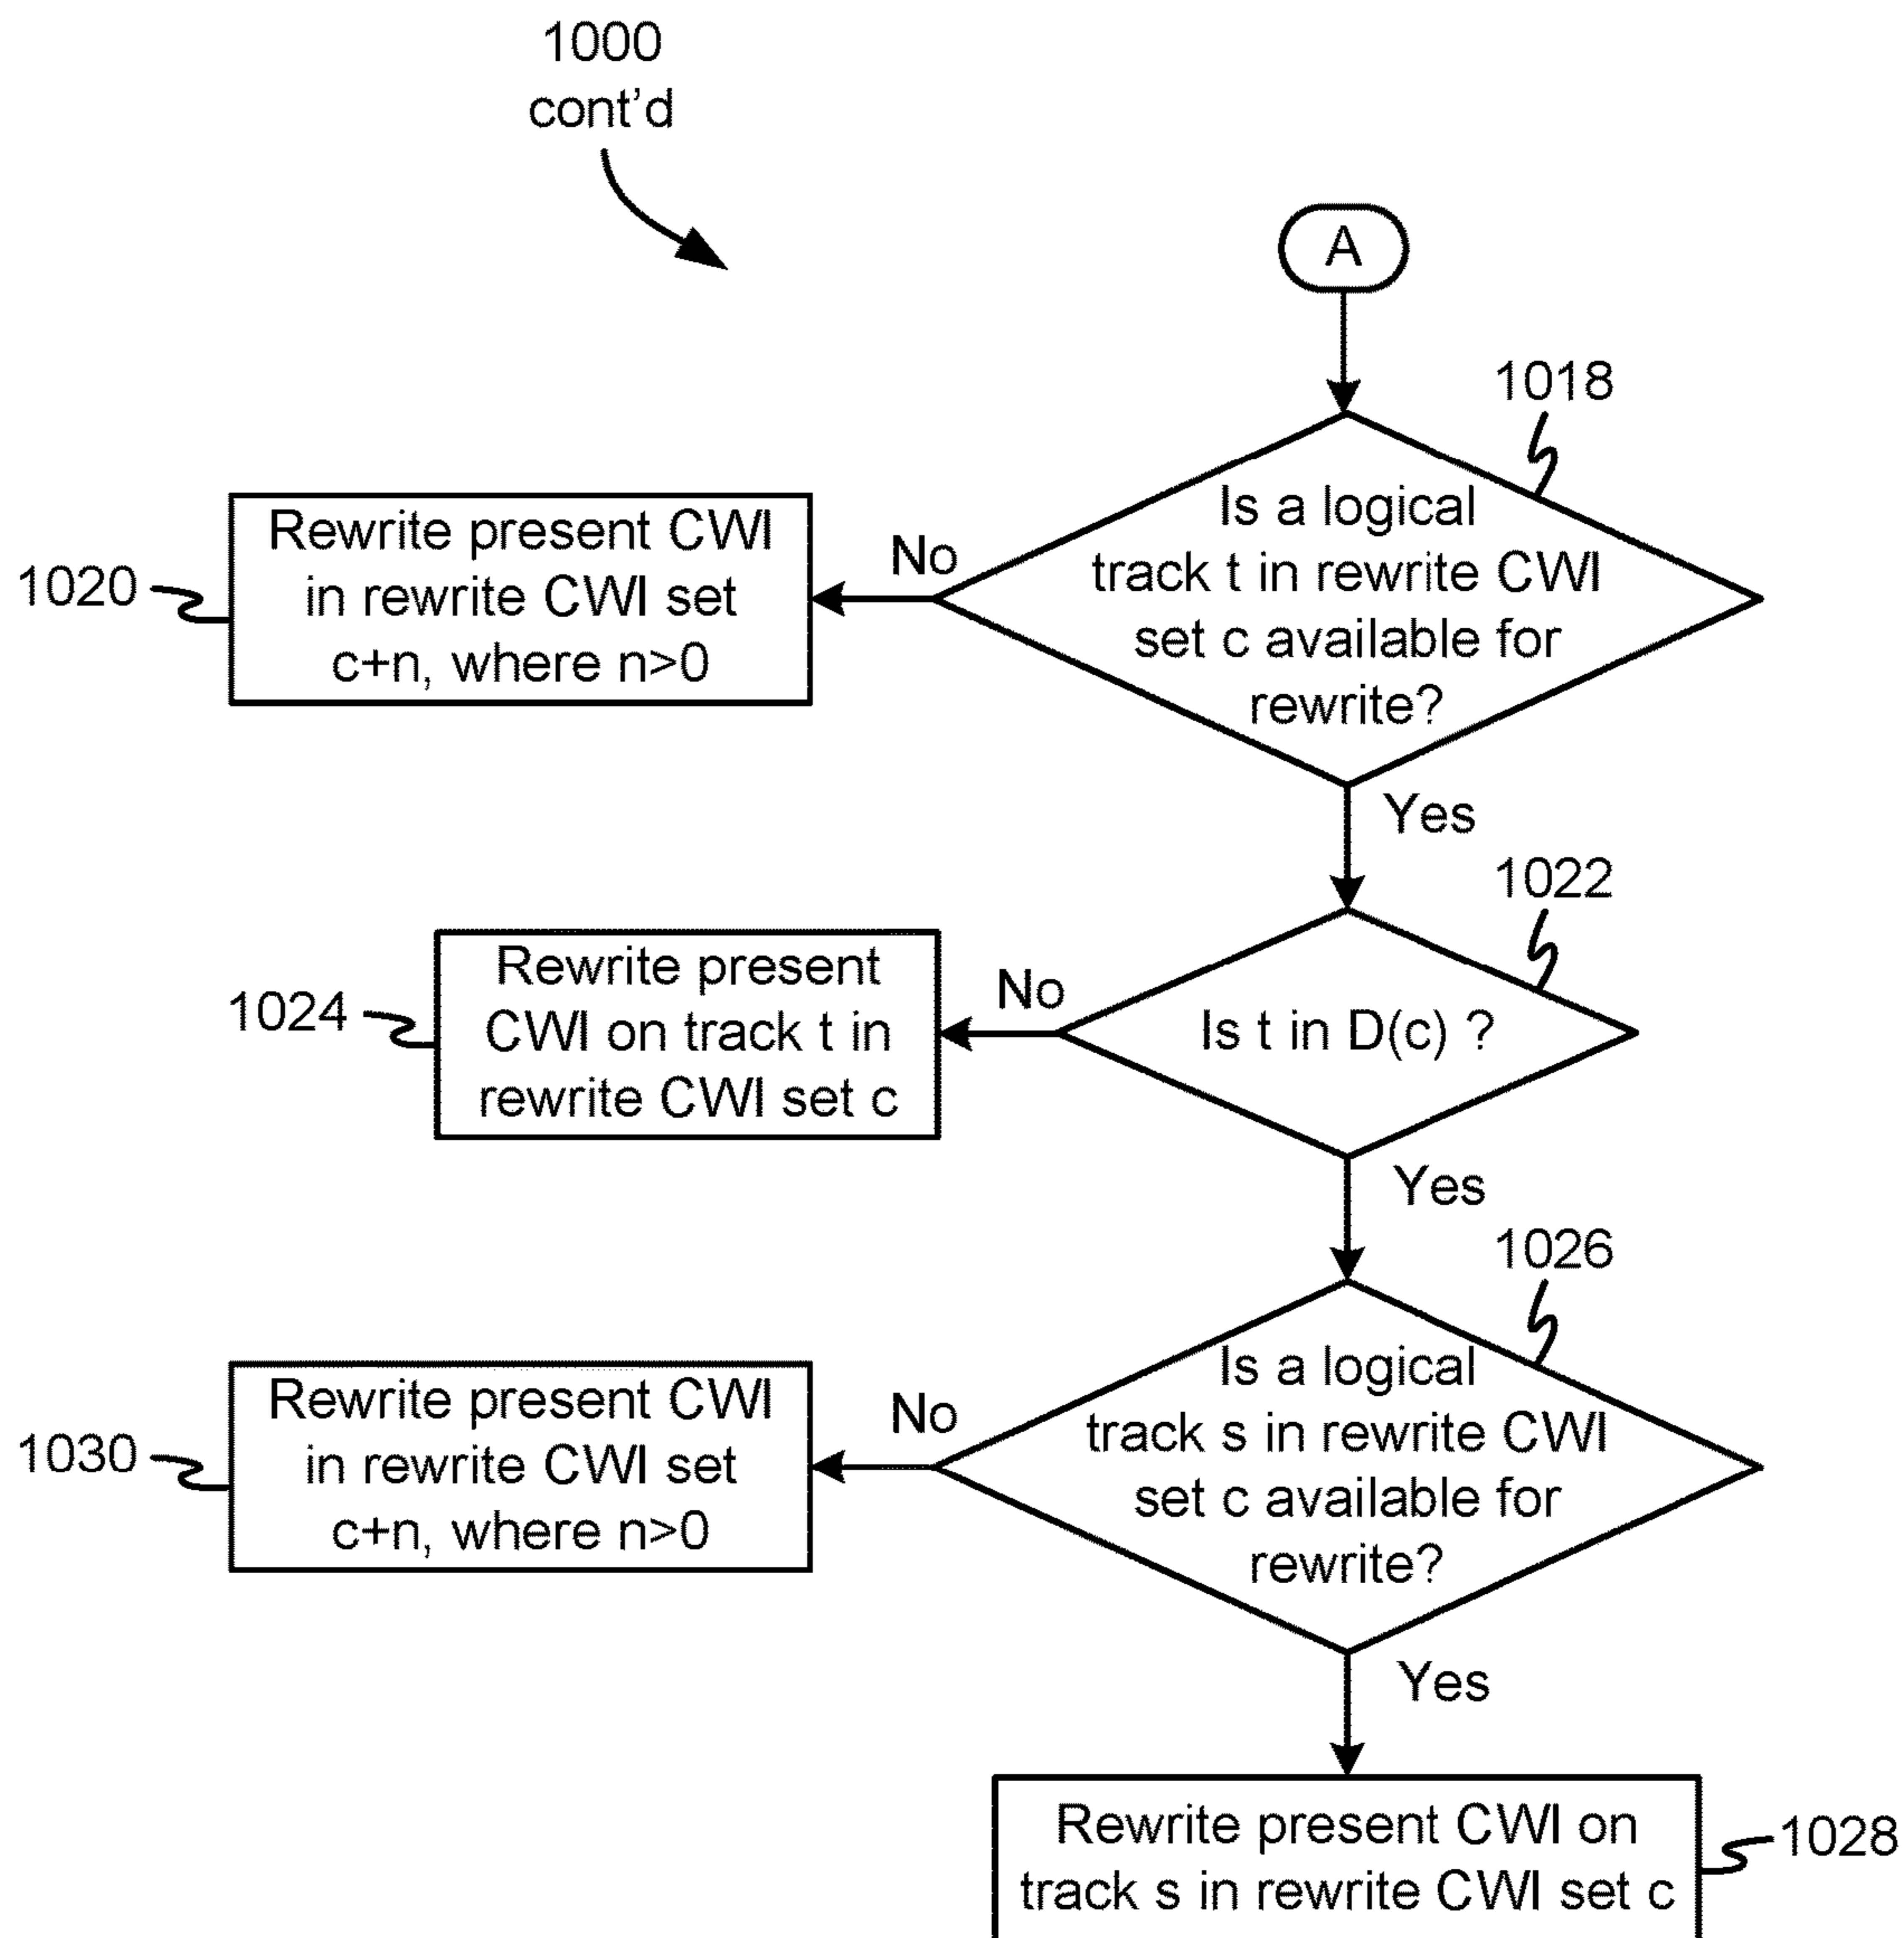 1000
cont'd
A
1018
Is a logical
track t in rewrite CWI
set c available for
rewrite?
No
Rewrite present CWI
in rewrite CWI set
c+n, where n>0
1020
Yes
1022
Is t in D(c) ?
No
Rewrite present
CWI on track t in
rewrite CWI set c
1024
Yes
1026
Is a logical
track s in rewrite CWI
set c available for
rewrite?
No
Rewrite present CWI
in rewrite CWI set
c+n, where n>0
1030
Yes
Rewrite present CWI on
track s in rewrite CWI set c
1028